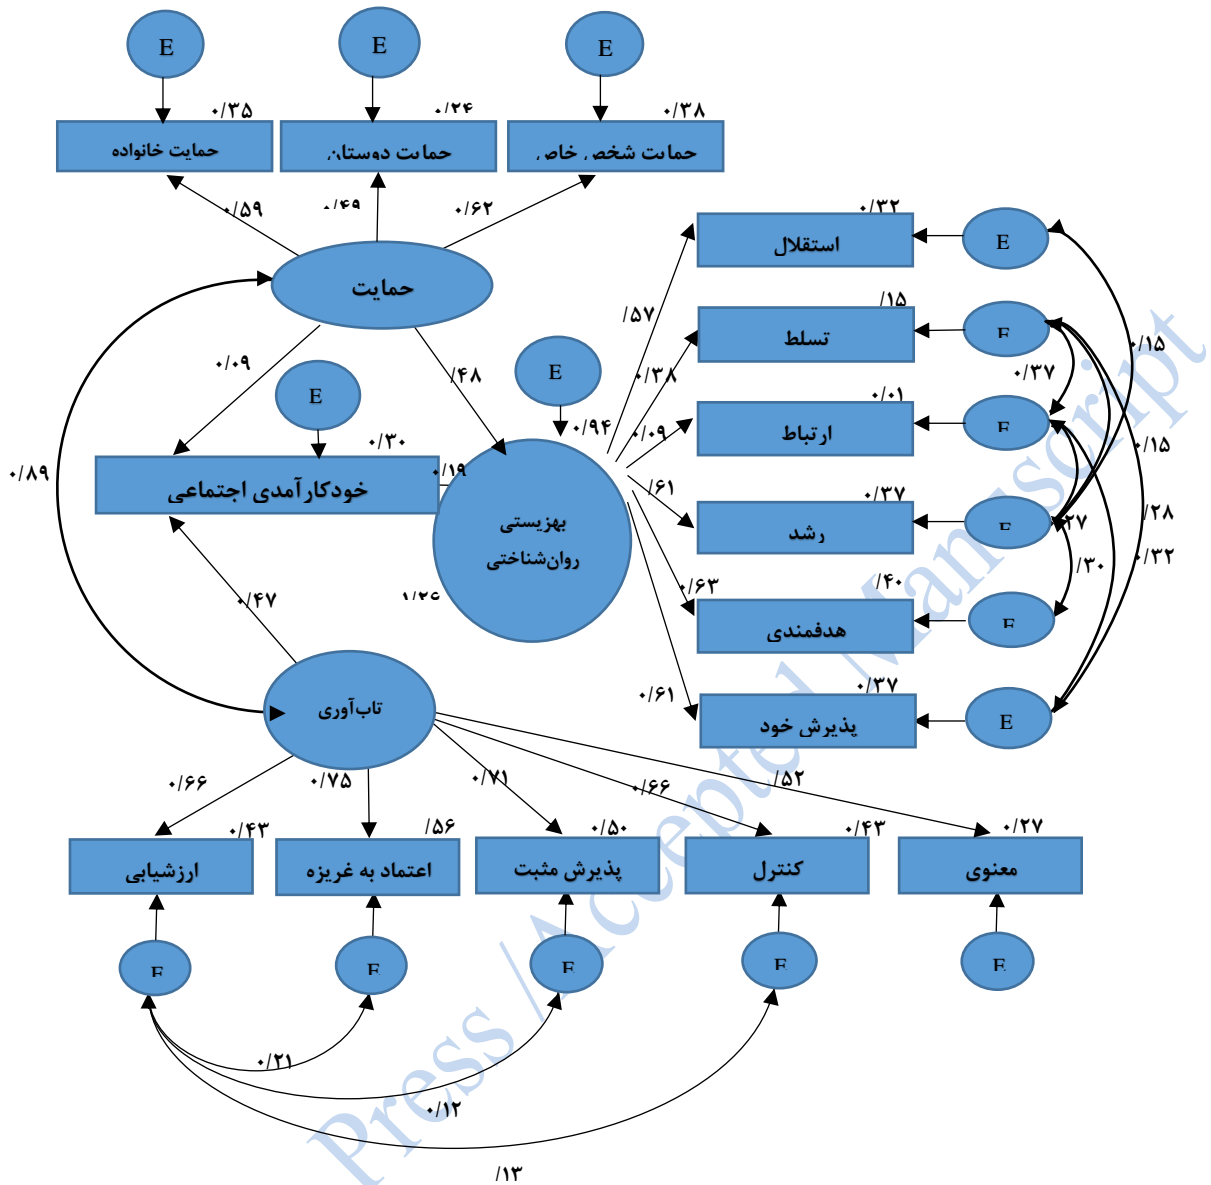 E
E
E
۰/۳۵
۰/۲۴
۰/۳۸
حمایت خانواده
حمایت دوستان
حمایت شخص خاص
۰/۵۹
۰/۴۹
۰/۶۲
حمایت
۰/۳۲
استقلال
E
/۵۷
/۱۵
تسلط
E
۰/۱۵
۰/۰۹
/۴۸
E
E
۰/۳۸
۰/۳۷
۰/۰۱
ارتباط
E
۰/۳۰
۰/۹۴
۰/۰۹
۰/۱۵
۰/۸۹
خودکارآمدی اجتماعی
۰/۱۹
/۶۱
۰/۳۷
رشد
E
۲۷
/۲۸
بهزیستی
روان‌شناختی
۰/۳۲
/۳۰
۰/۴۷
۰/۶۳
/۴۰
هدفمندی
E
تاب‌آوری
۰/۶۱
۰/۳۷
پذیرش خود
E
۰/۶۶
۰/۷۵
۰/۷۱
۰/۶۶
/۵۲
۰/۴۳
/۵۶
۰/۵۰
۰/۴۳
۰/۲۷
ارزشیابی
اعتماد به غریزه
پذیرش مثبت
کنترل
معنوی
E
E
E
E
E
۰/۲۱
۰/۱۲
/۱۳
Press / Accepted Manuscript